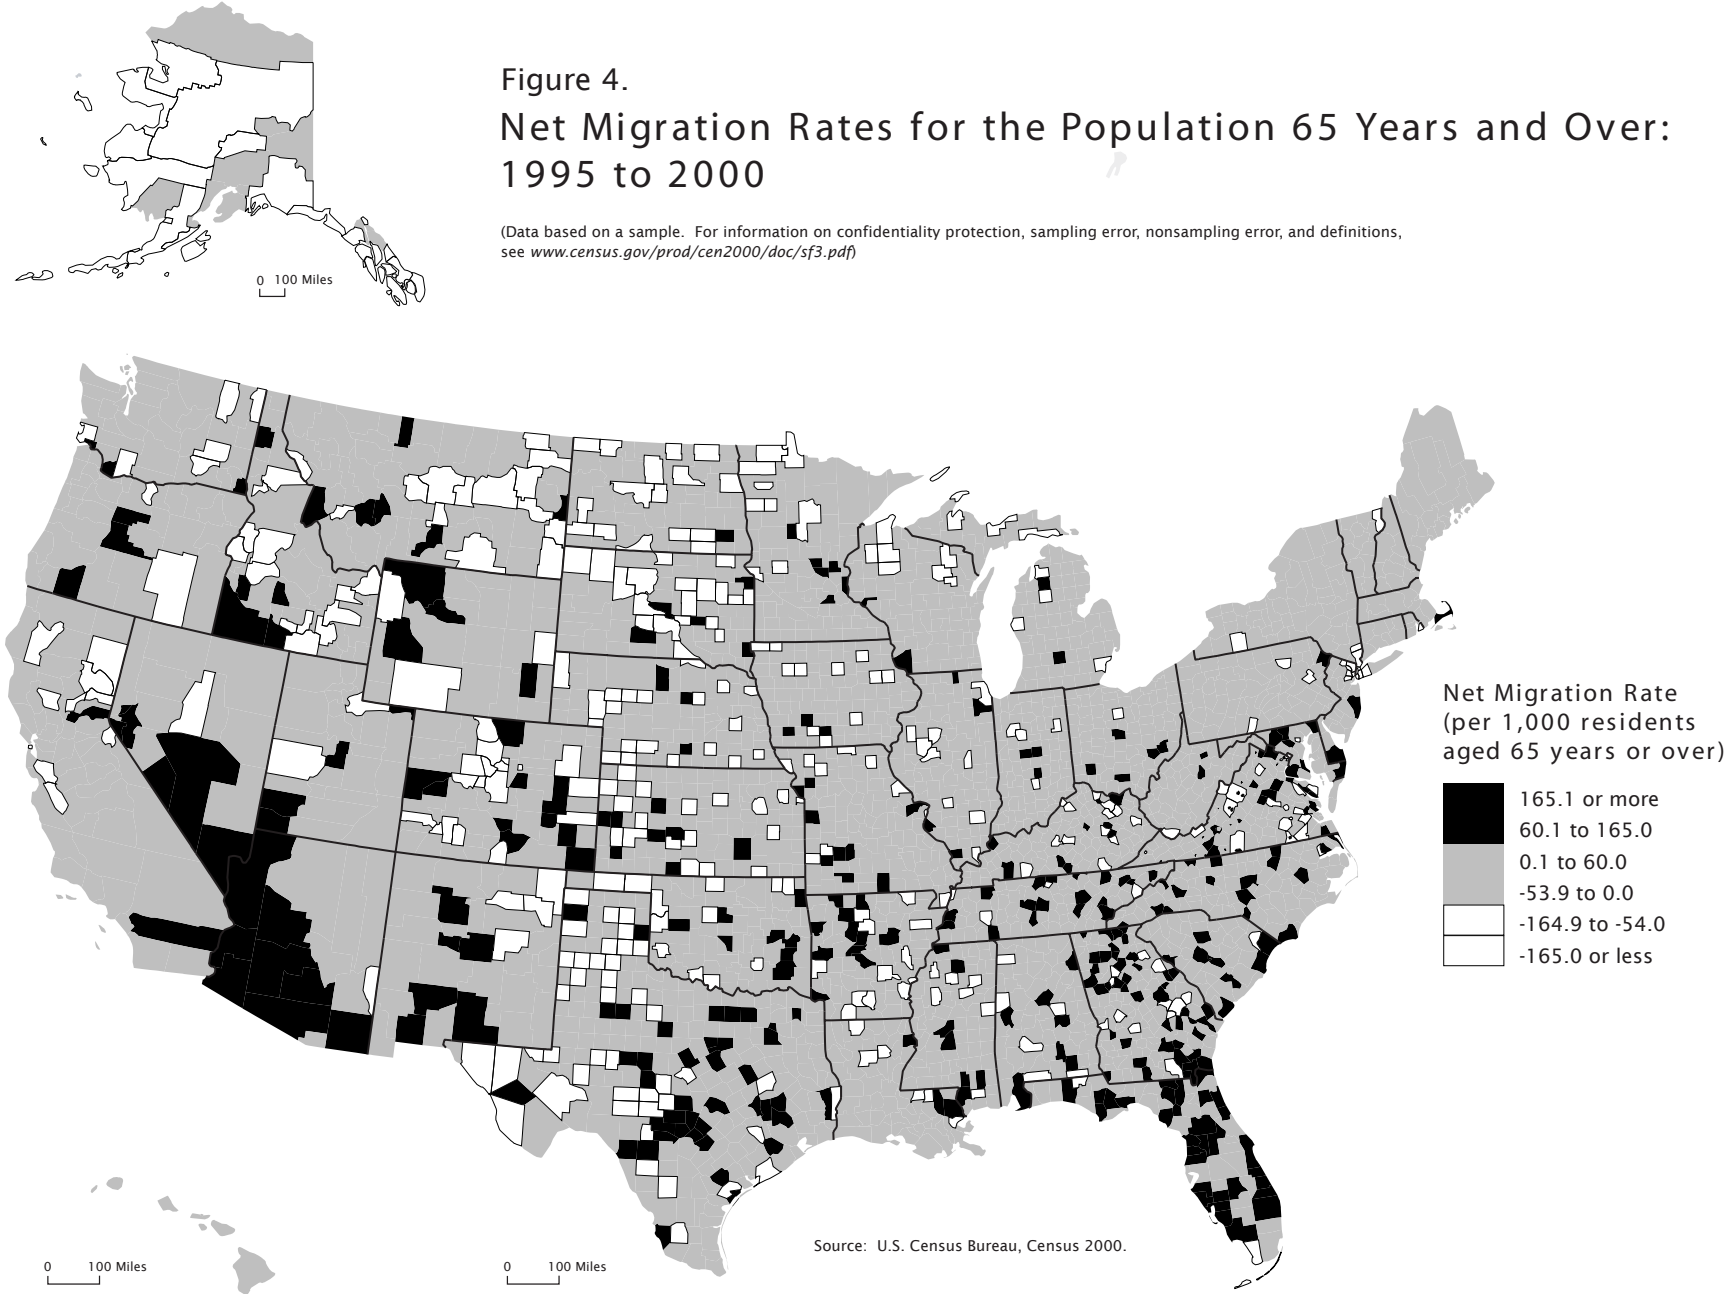 Figure 4.
Net Migration Rates for the Population 65 Years and Over:
1995 to 2000
(Data based on a sample. For information on confidentiality protection, sampling error, nonsampling error, and definitions,
see www.census.gov/prod/cen2000/doc/sf3.pdf)
0 100 Miles
Net Migration Rate
(per 1,000 residents
aged 65 years or over)
165.1 or more
60.1 to 165.0
0.1 to 60.0
-53.9 to 0.0
-164.9 to -54.0
-165.0 or less
Source: U.S. Census Bureau, Census 2000.
0 100 Miles
0 100 Miles